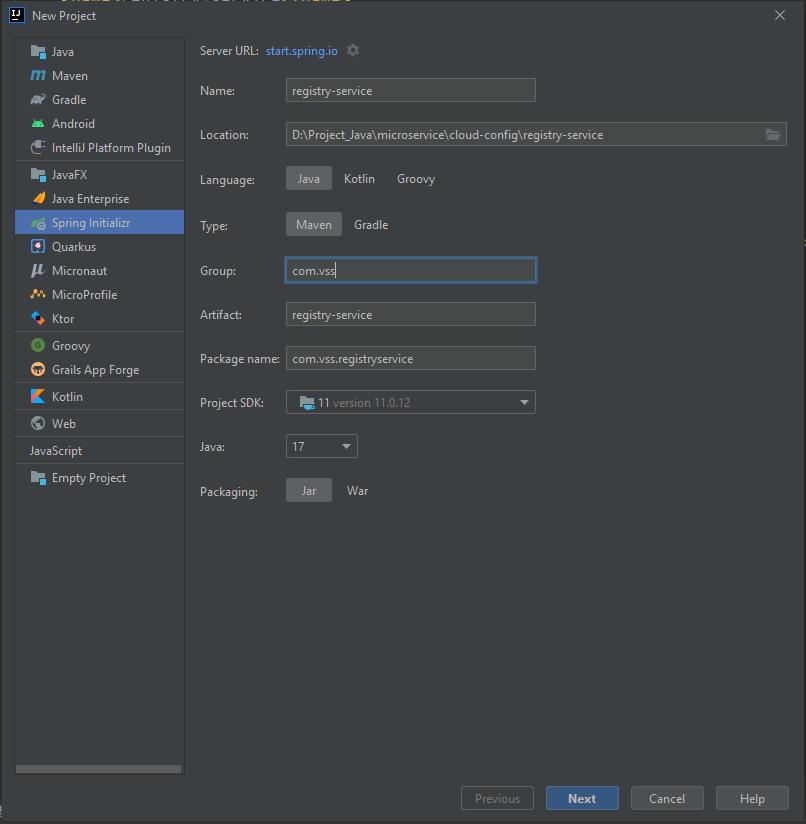 New Project
Java
Maven
Gradle
Android
IntelliJ Platform Plugin
JavaFX
Java Enterprise
Spring Initializr
Quarkus
Micronaut
MicroProfile
Ktor
Groovy
Grails App Forge
Kotlin
Web
JavaScript
Empty Project
Server URL: start.spring.io
Name: registry-service
Location: D:\Project_Java\microservice\cloud-config\registry-service
Language: Java Kotlin Groovy
Type: Maven Gradle
Group: com.vss
Artifact: registry-service
Package name: com.vss.registryservice
Project SDK: 11 version 11.0.12
Java: 17
Packaging: Jar War
Previous Next Cancel Help